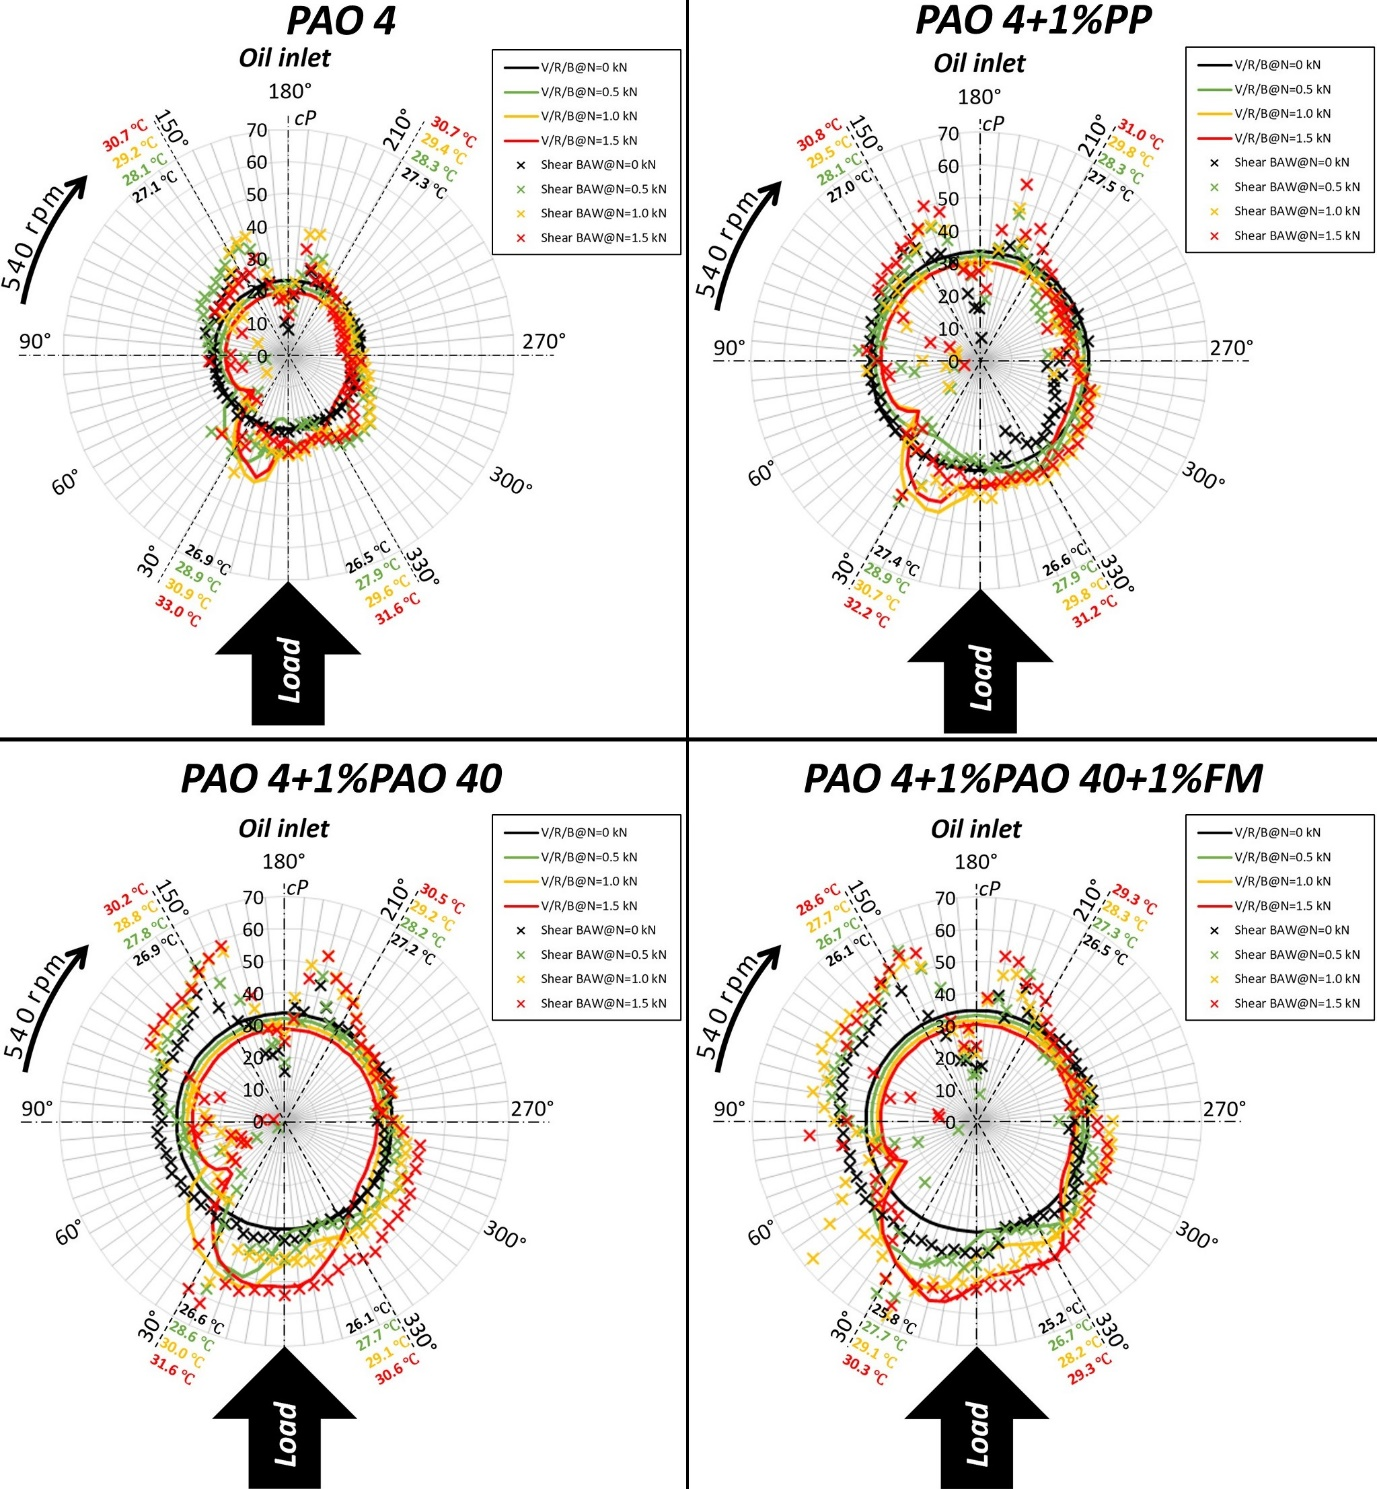 PAO 4
Oil inlet
180°
cP
70
60
50
40
30
20
10
0
150°
210°
90°
270°
60°
300°
30°
330°
540 rpm
30.7 °C
29.2 °C
28.1 °C
27.1 °C
30.7 °C
29.4 °C
28.3 °C
27.3 °C
26.9 °C
28.9 °C
30.9 °C
33.0 °C
26.5 °C
27.9 °C
29.6 °C
31.6 °C
Load
V/R/B@N=0 kN
V/R/B@N=0.5 kN
V/R/B@N=1.0 kN
V/R/B@N=1.5 kN
Shear BAW@N=0 kN
Shear BAW@N=0.5 kN
Shear BAW@N=1.0 kN
Shear BAW@N=1.5 kN
PAO 4+1%PP
Oil inlet
180°
cP
70
60
50
40
30
20
10
0
150°
210°
90°
270°
60°
300°
30°
330°
540 rpm
30.8 °C
29.5 °C
28.1 °C
27.0 °C
31.0 °C
29.8 °C
28.3 °C
27.5 °C
27.4 °C
28.9 °C
30.7 °C
32.2 °C
26.6 °C
27.9 °C
29.8 °C
31.2 °C
Load
V/R/B@N=0 kN
V/R/B@N=0.5 kN
V/R/B@N=1.0 kN
V/R/B@N=1.5 kN
Shear BAW@N=0 kN
Shear BAW@N=0.5 kN
Shear BAW@N=1.0 kN
Shear BAW@N=1.5 kN
PAO 4+1%PAO 40
Oil inlet
180°
cP
70
60
50
40
30
20
10
0
150°
210°
90°
270°
60°
300°
30°
330°
540 rpm
30.2 °C
28.8 °C
27.8 °C
26.9 °C
30.5 °C
29.2 °C
28.2 °C
27.2 °C
26.6 °C
28.6 °C
30.0 °C
31.6 °C
26.1 °C
27.7 °C
29.1 °C
30.6 °C
Load
V/R/B@N=0 kN
V/R/B@N=0.5 kN
V/R/B@N=1.0 kN
V/R/B@N=1.5 kN
Shear BAW@N=0 kN
Shear BAW@N=0.5 kN
Shear BAW@N=1.0 kN
Shear BAW@N=1.5 kN
PAO 4+1%PAO 40+1%FM
Oil inlet
180°
cP
70
60
50
40
30
20
10
0
150°
210°
90°
270°
60°
300°
30°
330°
540 rpm
28.6 °C
27.7 °C
26.7 °C
26.1 °C
29.3 °C
28.3 °C
27.3 °C
26.5 °C
25.8 °C
27.7 °C
29.1 °C
30.3 °C
25.2 °C
26.7 °C
28.2 °C
29.3 °C
Load
V/R/B@N=0 kN
V/R/B@N=0.5 kN
V/R/B@N=1.0 kN
V/R/B@N=1.5 kN
Shear BAW@N=0 kN
Shear BAW@N=0.5 kN
Shear BAW@N=1.0 kN
Shear BAW@N=1.5 kN